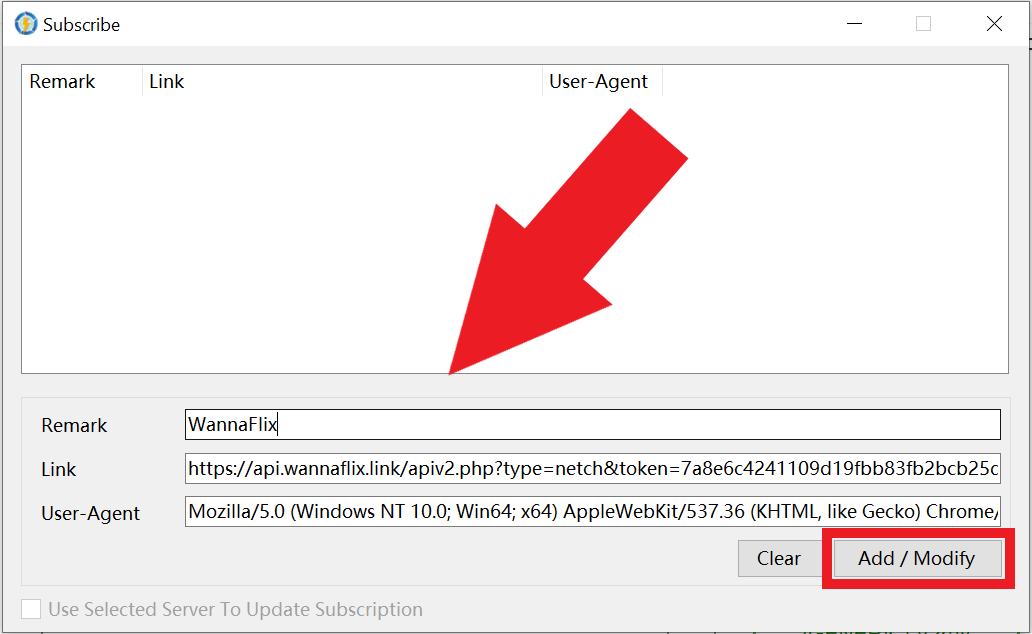 Subscribe
Remark Link User-Agent
Remark WannaFlix
Link https://api.wannaflix.link/apiv2.php?type=netch&token=7a8e6c4241109d19fbb83fb2bcb25c
User-Agent Mozilla/5.0 (Windows NT 10.0; Win64; x64) AppleWebKit/537.36 (KHTML, like Gecko) Chrome/
Clear Add / Modify
Use Selected Server To Update Subscription